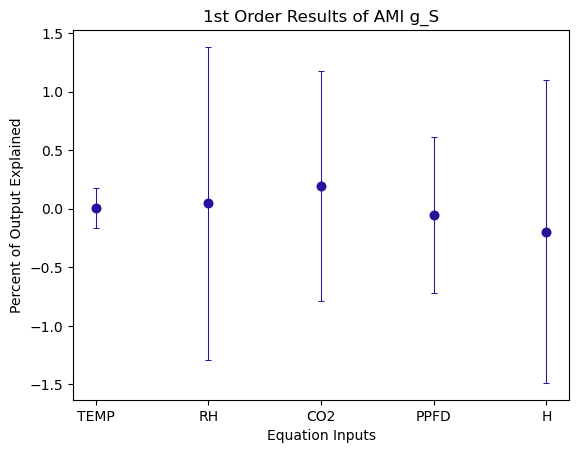 1st Order Results of AMI g_S
Percent of Output Explained
1.5
1.0
0.5
0.0
−0.5
−1.0
−1.5
TEMP RH CO2 PPFD H
Equation Inputs